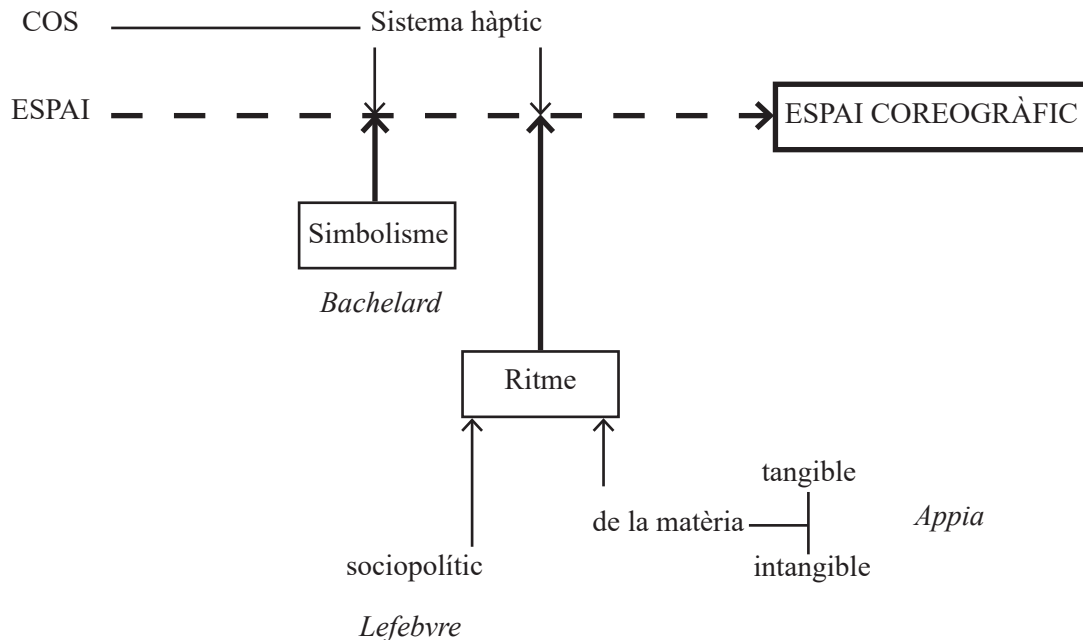 COS
Sistema hàptic
ESPAI
ESPAI COREOGRÀFIC
Simbolisme
Bachelard
Ritme
tangible
de la matèria
Appia
sociopolític
intangible
Lefebvre